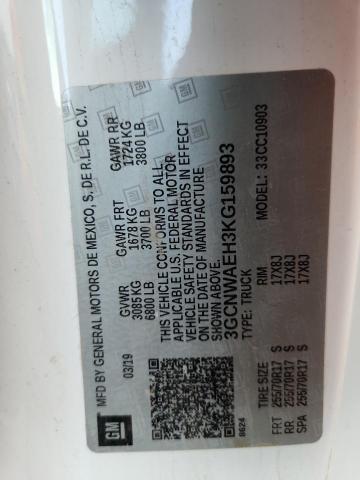 MFD BY GENERAL MOTORS DE MEXICO, S. DE R.L. DE C.V.
03/19 GVWR GAWR FRT GAWR RR
3085 KG 1678 KG 1724 KG
6800 LB 3700 LB 3800 LB
THIS VEHICLE CONFORMS TO ALL
APPLICABLE U.S. FEDERAL MOTOR
VEHICLE SAFETY STANDARDS IN EFFECT
ON THE DATE OF MANUFACTURE
SHOWN ABOVE.
3GCNWAEH3KG159893
TYPE: TRUCK MODEL: 33CC10903
8624
TIRE SIZE RIM
FRT 255/70R17 S 17X8J
RR 255/70R17 S 17X8J
SPA 255/70R17 S 17X8J
GM